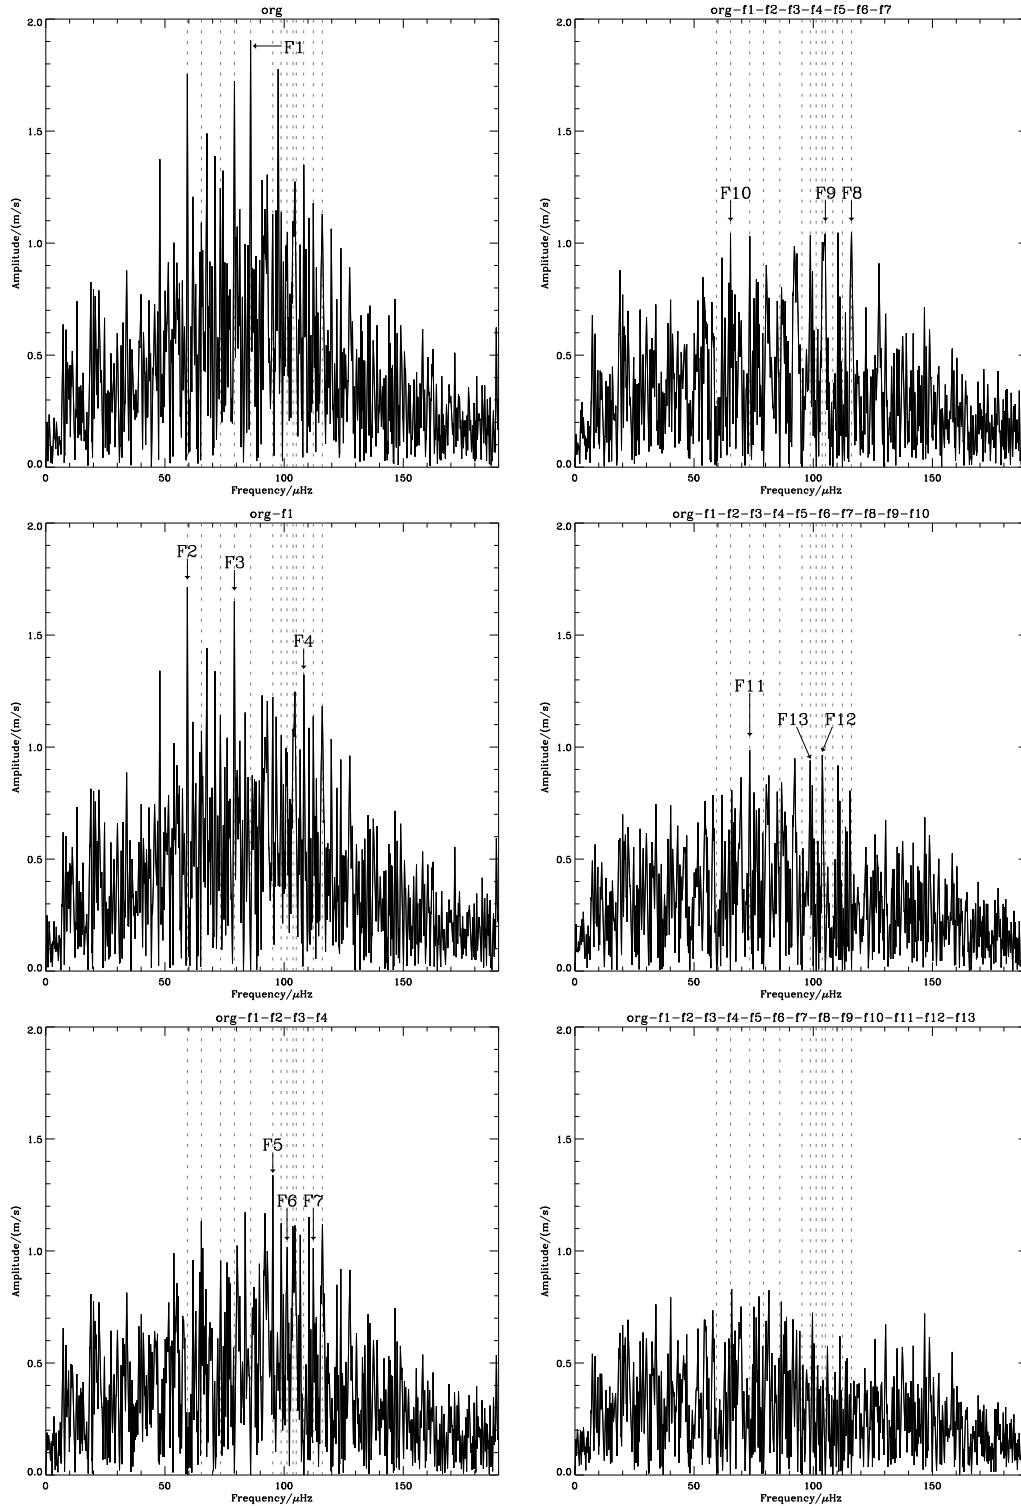 org
2.0
F1
1.5
1.0
0.5
0.0
Amplitude/(m/s)
0 50 100 150
Frequency/μHz
org-f1-f2-f3-f4-f5-f6-f7
2.0
1.5
F10 F9 F8
1.0
0.5
0.0
Amplitude/(m/s)
0 50 100 150
Frequency/μHz
org-f1
2.0
F2
F3
1.5
F4
1.0
0.5
0.0
Amplitude/(m/s)
0 50 100 150
Frequency/μHz
org-f1-f2-f3-f4-f5-f6-f7-f8-f9-f10
2.0
1.5
F11
F13 F12
1.0
0.5
0.0
Amplitude/(m/s)
0 50 100 150
Frequency/μHz
org-f1-f2-f3-f4
2.0
1.5
F5
F6 F7
1.0
0.5
0.0
Amplitude/(m/s)
0 50 100 150
Frequency/μHz
org-f1-f2-f3-f4-f5-f6-f7-f8-f9-f10-f11-f12-f13
2.0
1.5
1.0
0.5
0.0
Amplitude/(m/s)
0 50 100 150
Frequency/μHz